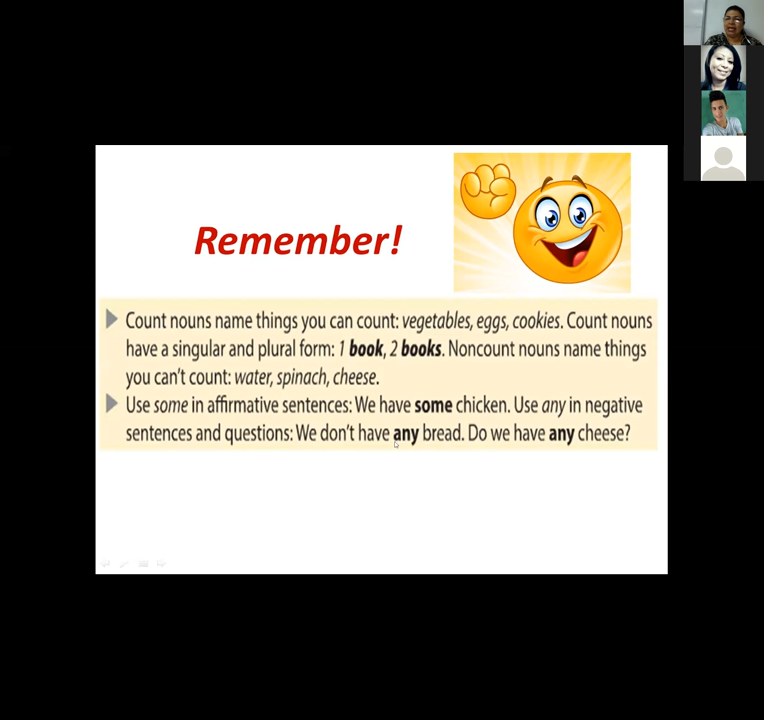 Remember!
Count nouns name things you can count: vegetables, eggs, cookies. Count nouns
have a singular and plural form: 1 book, 2 books. Noncount nouns name things
you can't count: water, spinach, cheese.
Use some in affirmative sentences: We have some chicken. Use any in negative
sentences and questions: We don't have any bread. Do we have any cheese?